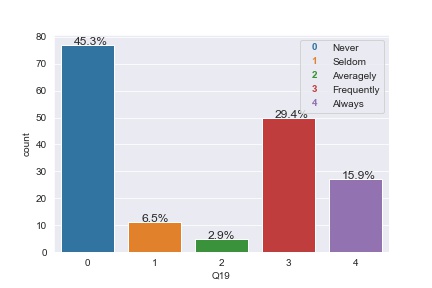 80
70
60
50
40
30
20
10
0
count
45.3%
6.5%
2.9%
29.4%
15.9%
0 Never
1 Seldom
2 Averagely
3 Frequently
4 Always
0 1 2 3 4
Q19